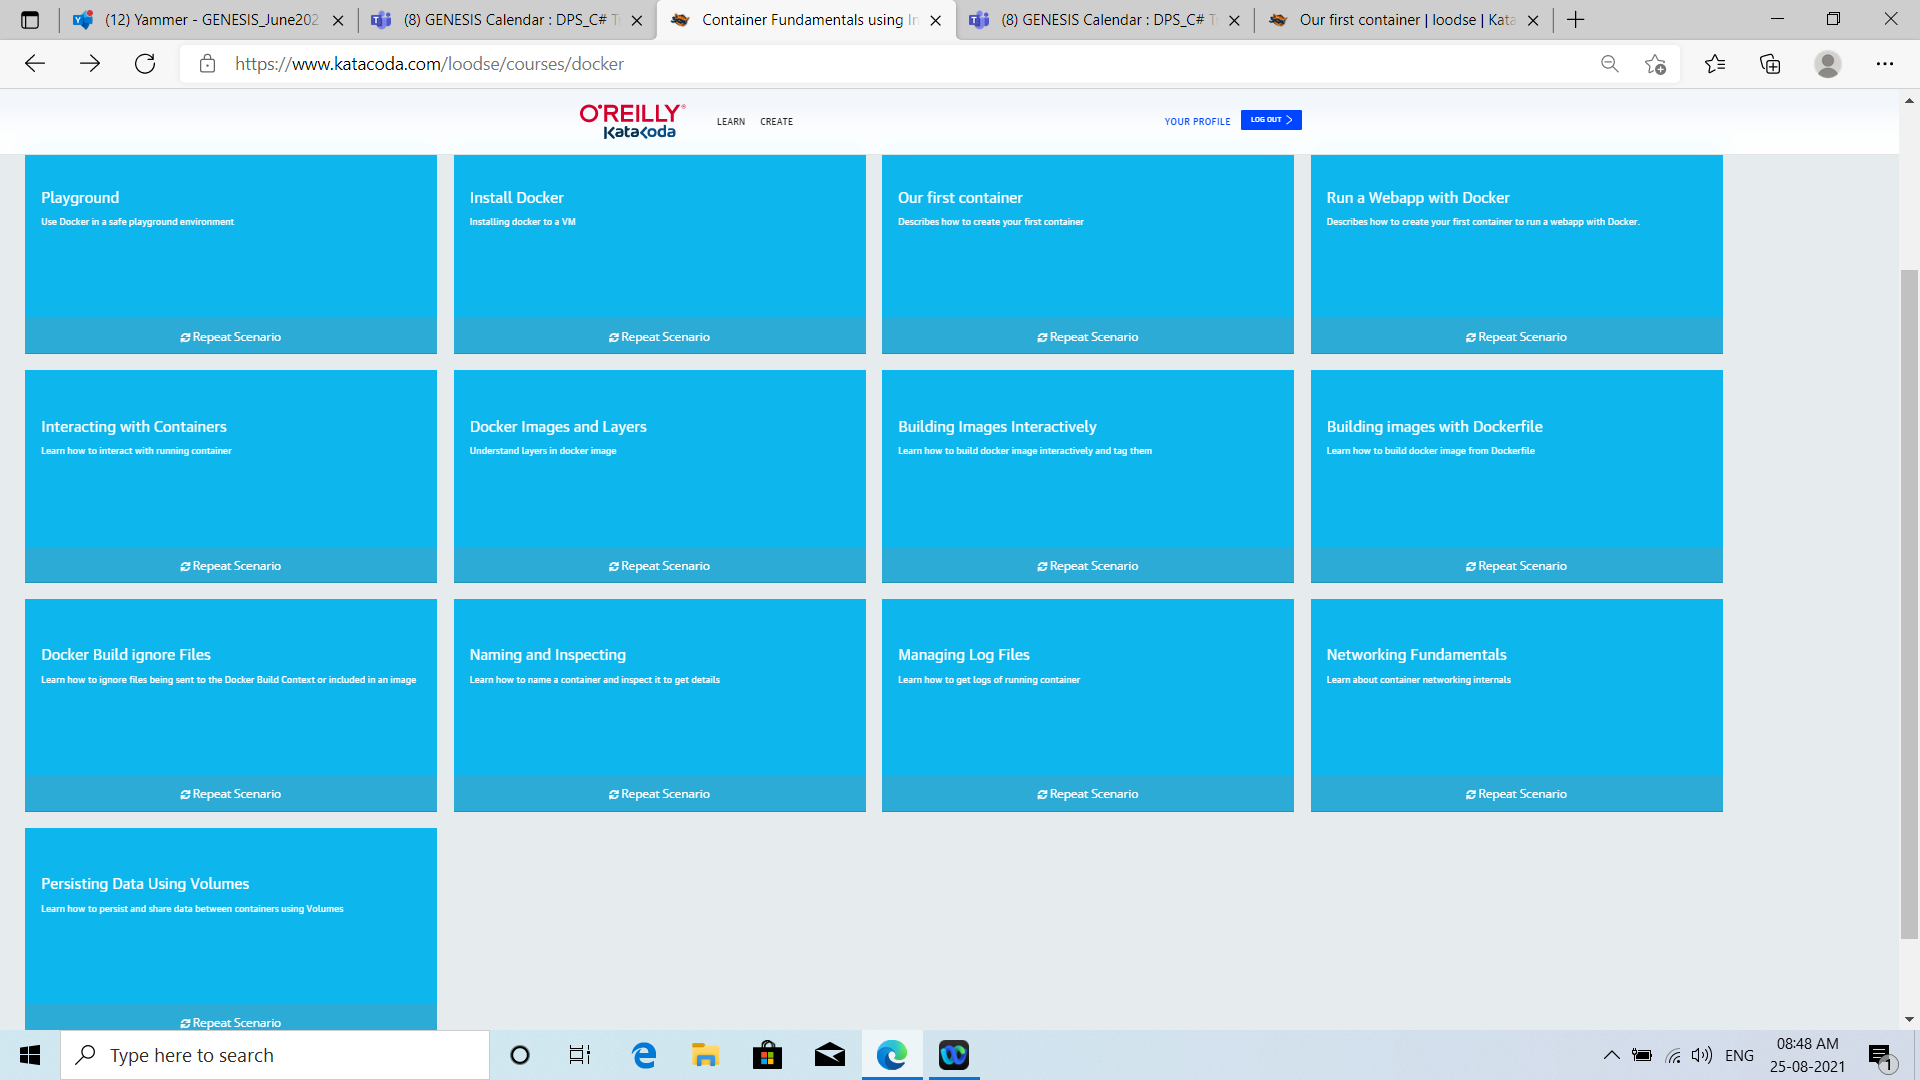 (12) Yammer - GENESIS_June202
(8) GENESIS Calendar : DPS_C# T
Container Fundamentals using In
(8) GENESIS Calendar : DPS_C# T
Our first container | loodse | Kata
https://www.katacoda.com/loodse/courses/docker
O'REILLY®
Katacoda
LEARN
CREATE
YOUR PROFILE
LOG OUT
Playground
Use Docker in a safe playground environment
Repeat Scenario
Install Docker
Installing docker to a VM
Repeat Scenario
Our first container
Describes how to create your first container
Repeat Scenario
Run a Webapp with Docker
Describes how to create your first container to run a webapp with Docker.
Repeat Scenario
Interacting with Containers
Learn how to interact with running container
Repeat Scenario
Docker Images and Layers
Understand layers in docker image
Repeat Scenario
Building Images Interactively
Learn how to build docker image interactively and tag them
Repeat Scenario
Building images with Dockerfile
Learn how to build docker image from Dockerfile
Repeat Scenario
Docker Build ignore Files
Learn how to ignore files being sent to the Docker Build Context or included in an image
Repeat Scenario
Naming and Inspecting
Learn how to name a container and inspect it to get details
Repeat Scenario
Managing Log Files
Learn how to get logs of running container
Repeat Scenario
Networking Fundamentals
Learn about container networking internals
Repeat Scenario
Persisting Data Using Volumes
Learn how to persist and share data between containers using Volumes
Repeat Scenario
Type here to search
ENG
08:48 AM
25-08-2021
1